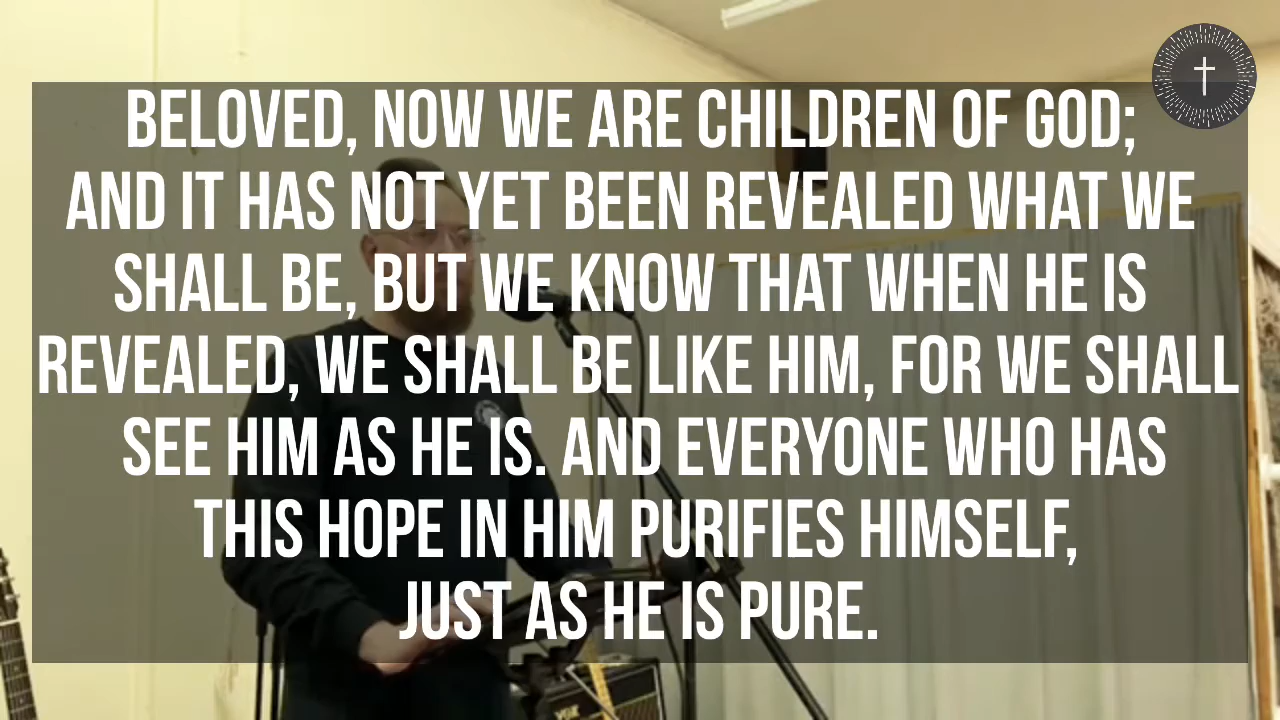 BELOVED, NOW WE ARE CHILDREN OF GOD;
AND IT HAS NOT YET BEEN REVEALED WHAT WE
SHALL BE, BUT WE KNOW THAT WHEN HE IS
REVEALED, WE SHALL BE LIKE HIM, FOR WE SHALL
SEE HIM AS HE IS. AND EVERYONE WHO HAS
THIS HOPE IN HIM PURIFIES HIMSELF,
JUST AS HE IS PURE.
VOX